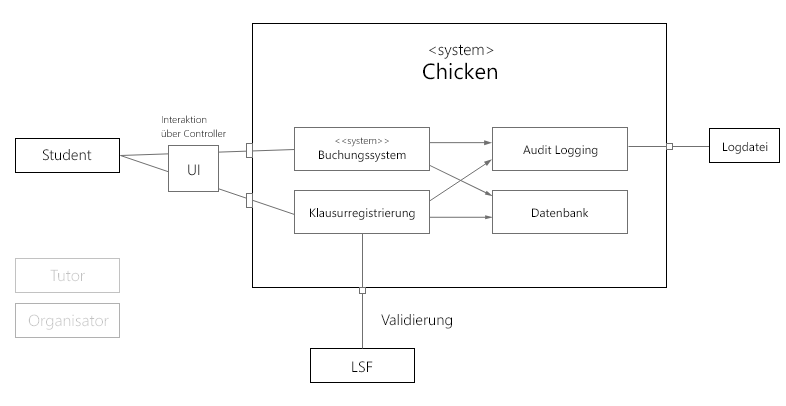 <system>
Chicken
Interaktion
über Controller
Student
UI
<<system>>
Buchungssystem
Audit Logging
Logdatei
Klausurregistrierung
Datenbank
Tutor
Organisator
Validierung
LSF